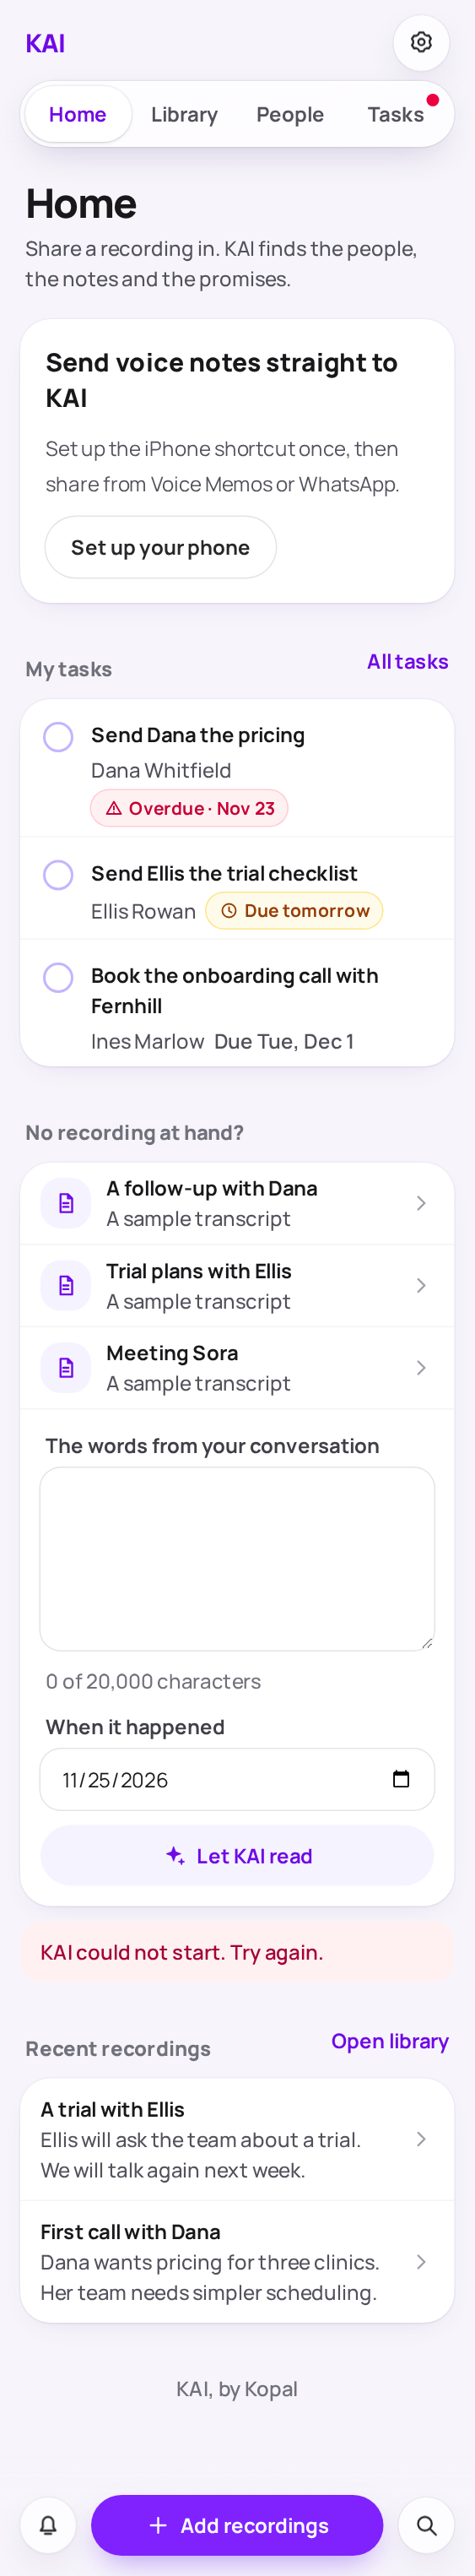 KAI
Home
Library
People
Tasks
Home
Share a recording in. KAI finds the people,
the notes and the promises.
Send voice notes straight to
KAI
Set up the iPhone shortcut once, then
share from Voice Memos or WhatsApp.
Set up your phone
My tasks
All tasks
Send Dana the pricing
Dana Whitfield
Overdue · Nov 23
Send Ellis the trial checklist
Ellis Rowan
Due tomorrow
Book the onboarding call with
Fernhill
Ines Marlow Due Tue, Dec 1
No recording at hand?
A follow-up with Dana
A sample transcript
Trial plans with Ellis
A sample transcript
Meeting Sora
A sample transcript
The words from your conversation
0 of 20,000 characters
When it happened
11/25/2026
Let KAI read
KAI could not start. Try again.
Recent recordings
Open library
A trial with Ellis
Ellis will ask the team about a trial.
We will talk again next week.
First call with Dana
Dana wants pricing for three clinics.
Her team needs simpler scheduling.
KAI, by Kopal
Add recordings